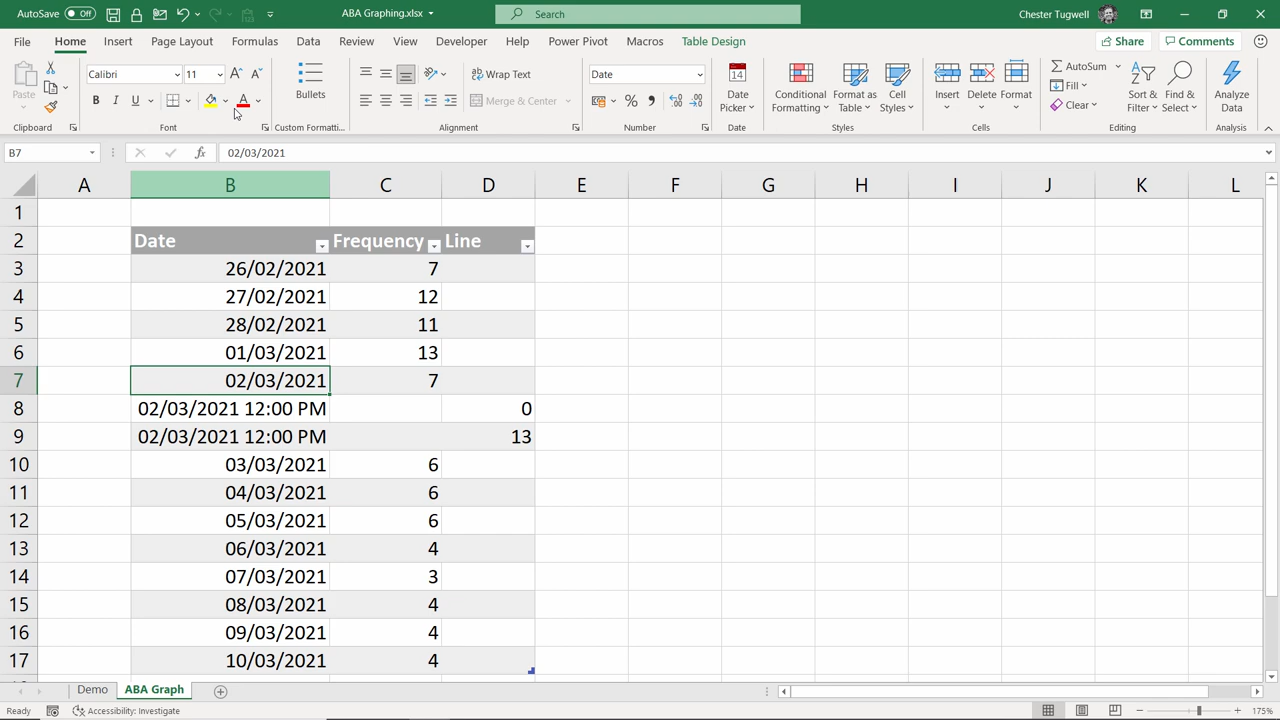 AutoSave Off ABA Graphing.xlsx Search Chester Tugwell
File Home Insert Page Layout Formulas Data Review View Developer Help Power Pivot Macros Table Design Share Comments
Paste Calibri 11 A A Bullets Wrap Text Date Date Picker Conditional Formatting Format as Table Cell Styles Insert Delete Format AutoSum Fill Clear Sort & Filter Find & Select Analyze Data
B I U A Merge & Center % 9
Clipboard Font Custom Formatti... Alignment Number Date Styles Cells Editing Analysis
B7 fx 02/03/2021
A B C D E F G H I J K L
1
2 Date Frequency Line
3 26/02/2021 7
4 27/02/2021 12
5 28/02/2021 11
6 01/03/2021 13
7 02/03/2021 7
8 02/03/2021 12:00 PM 0
9 02/03/2021 12:00 PM 13
10 03/03/2021 6
11 04/03/2021 6
12 05/03/2021 6
13 06/03/2021 4
14 07/03/2021 3
15 08/03/2021 4
16 09/03/2021 4
17 10/03/2021 4
Demo ABA Graph
Ready Accessibility: Investigate 175%